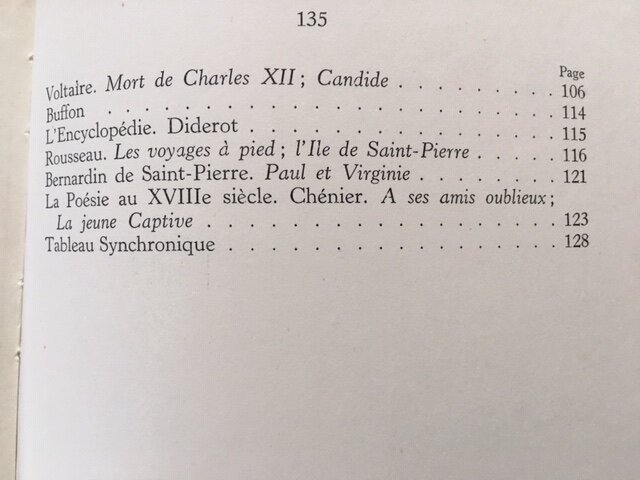 135
Page
Voltaire. Mort de Charles XII ; Candide . . . . . . . . . 106
Buffon . . . . . . . . . . . . . . . . . . . . . . 114
L'Encyclopédie. Diderot . . . . . . . . . . . . . . . . 115
Rousseau. Les voyages à pied ; l'Ile de Saint-Pierre . . . . . 116
Bernardin de Saint-Pierre. Paul et Virginie . . . . . . . . 121
La Poésie au XVIIIe siècle. Chénier. A ses amis oublieux ;
La jeune Captive . . . . . . . . . . . . . . . . . . 123
Tableau Synchronique . . . . . . . . . . . . . . . . . 128